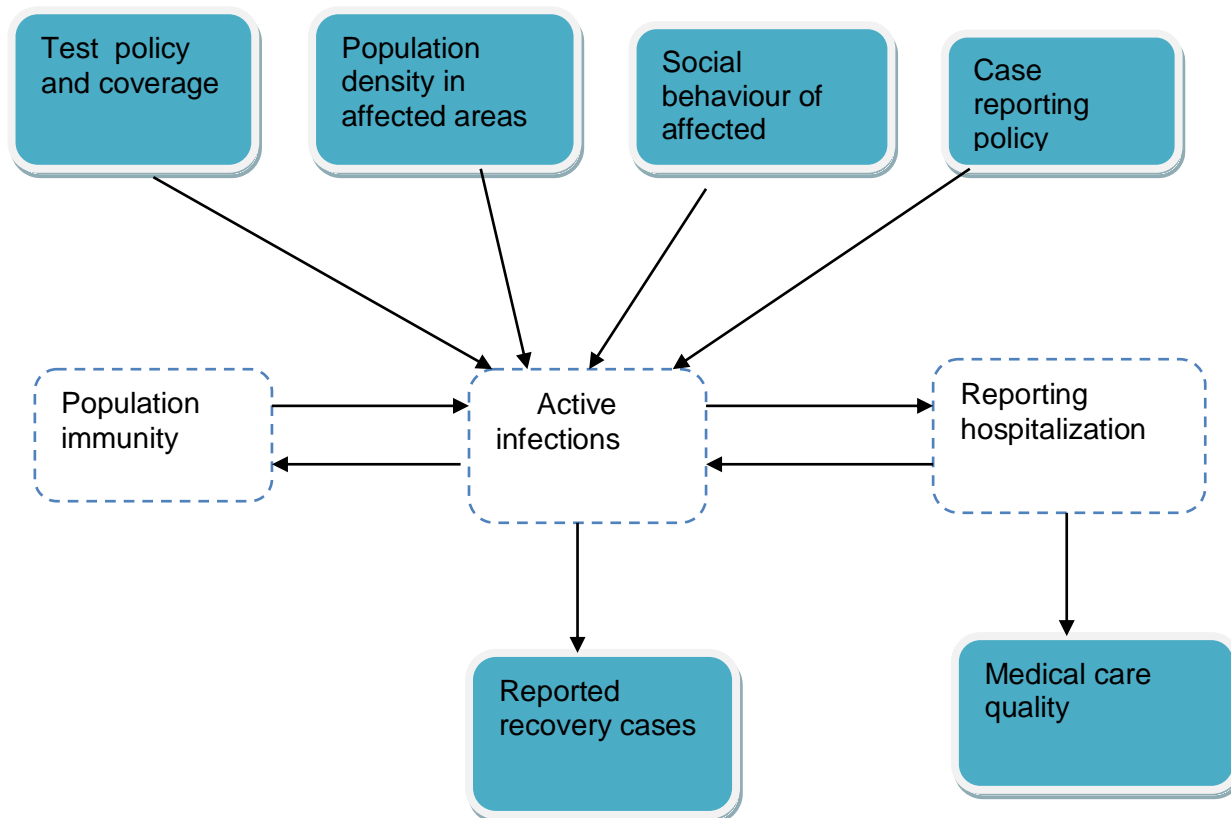 Test policy
and coverage
Population
density in
affected areas
Social
behaviour of
affected
Case
reporting
policy
Population
immunity
Active
infections
Reporting
hospitalization
Reported
recovery cases
Medical care
quality